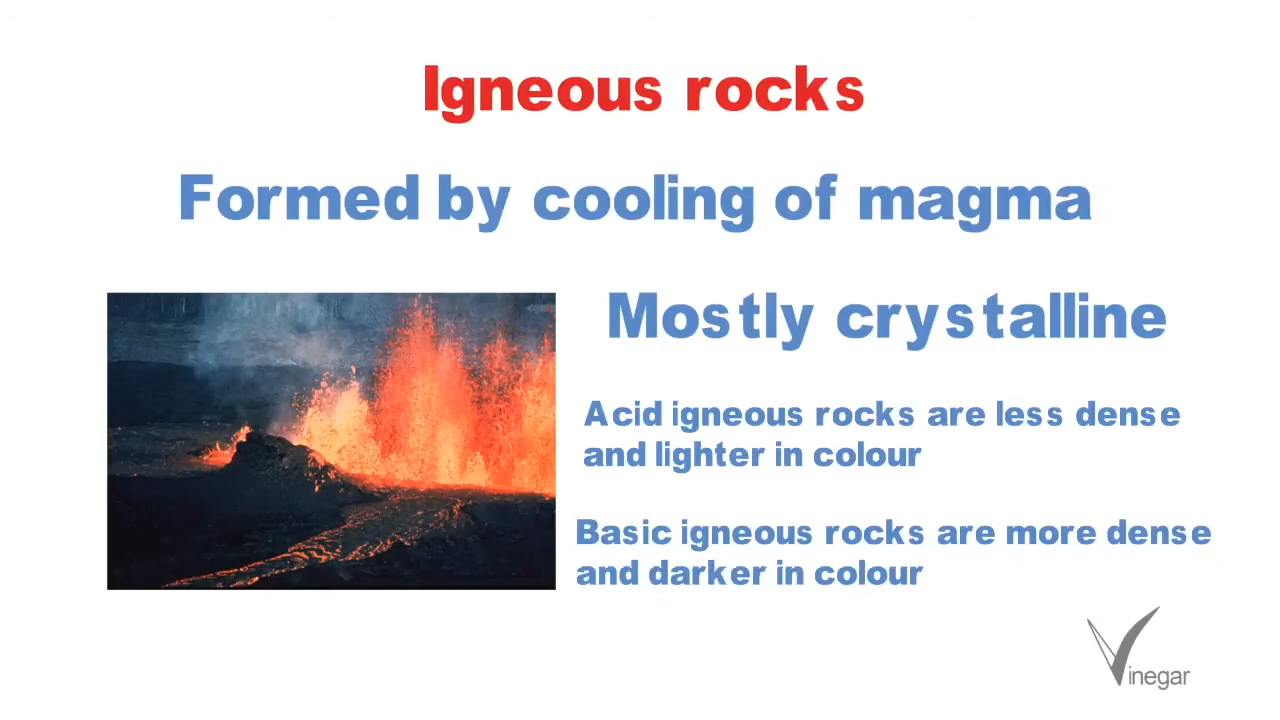 Igneous rocks
Formed by cooling of magma
Mostly crystalline
Acid igneous rocks are less dense
and lighter in colour
Basic igneous rocks are more dense
and darker in colour
Vinegar